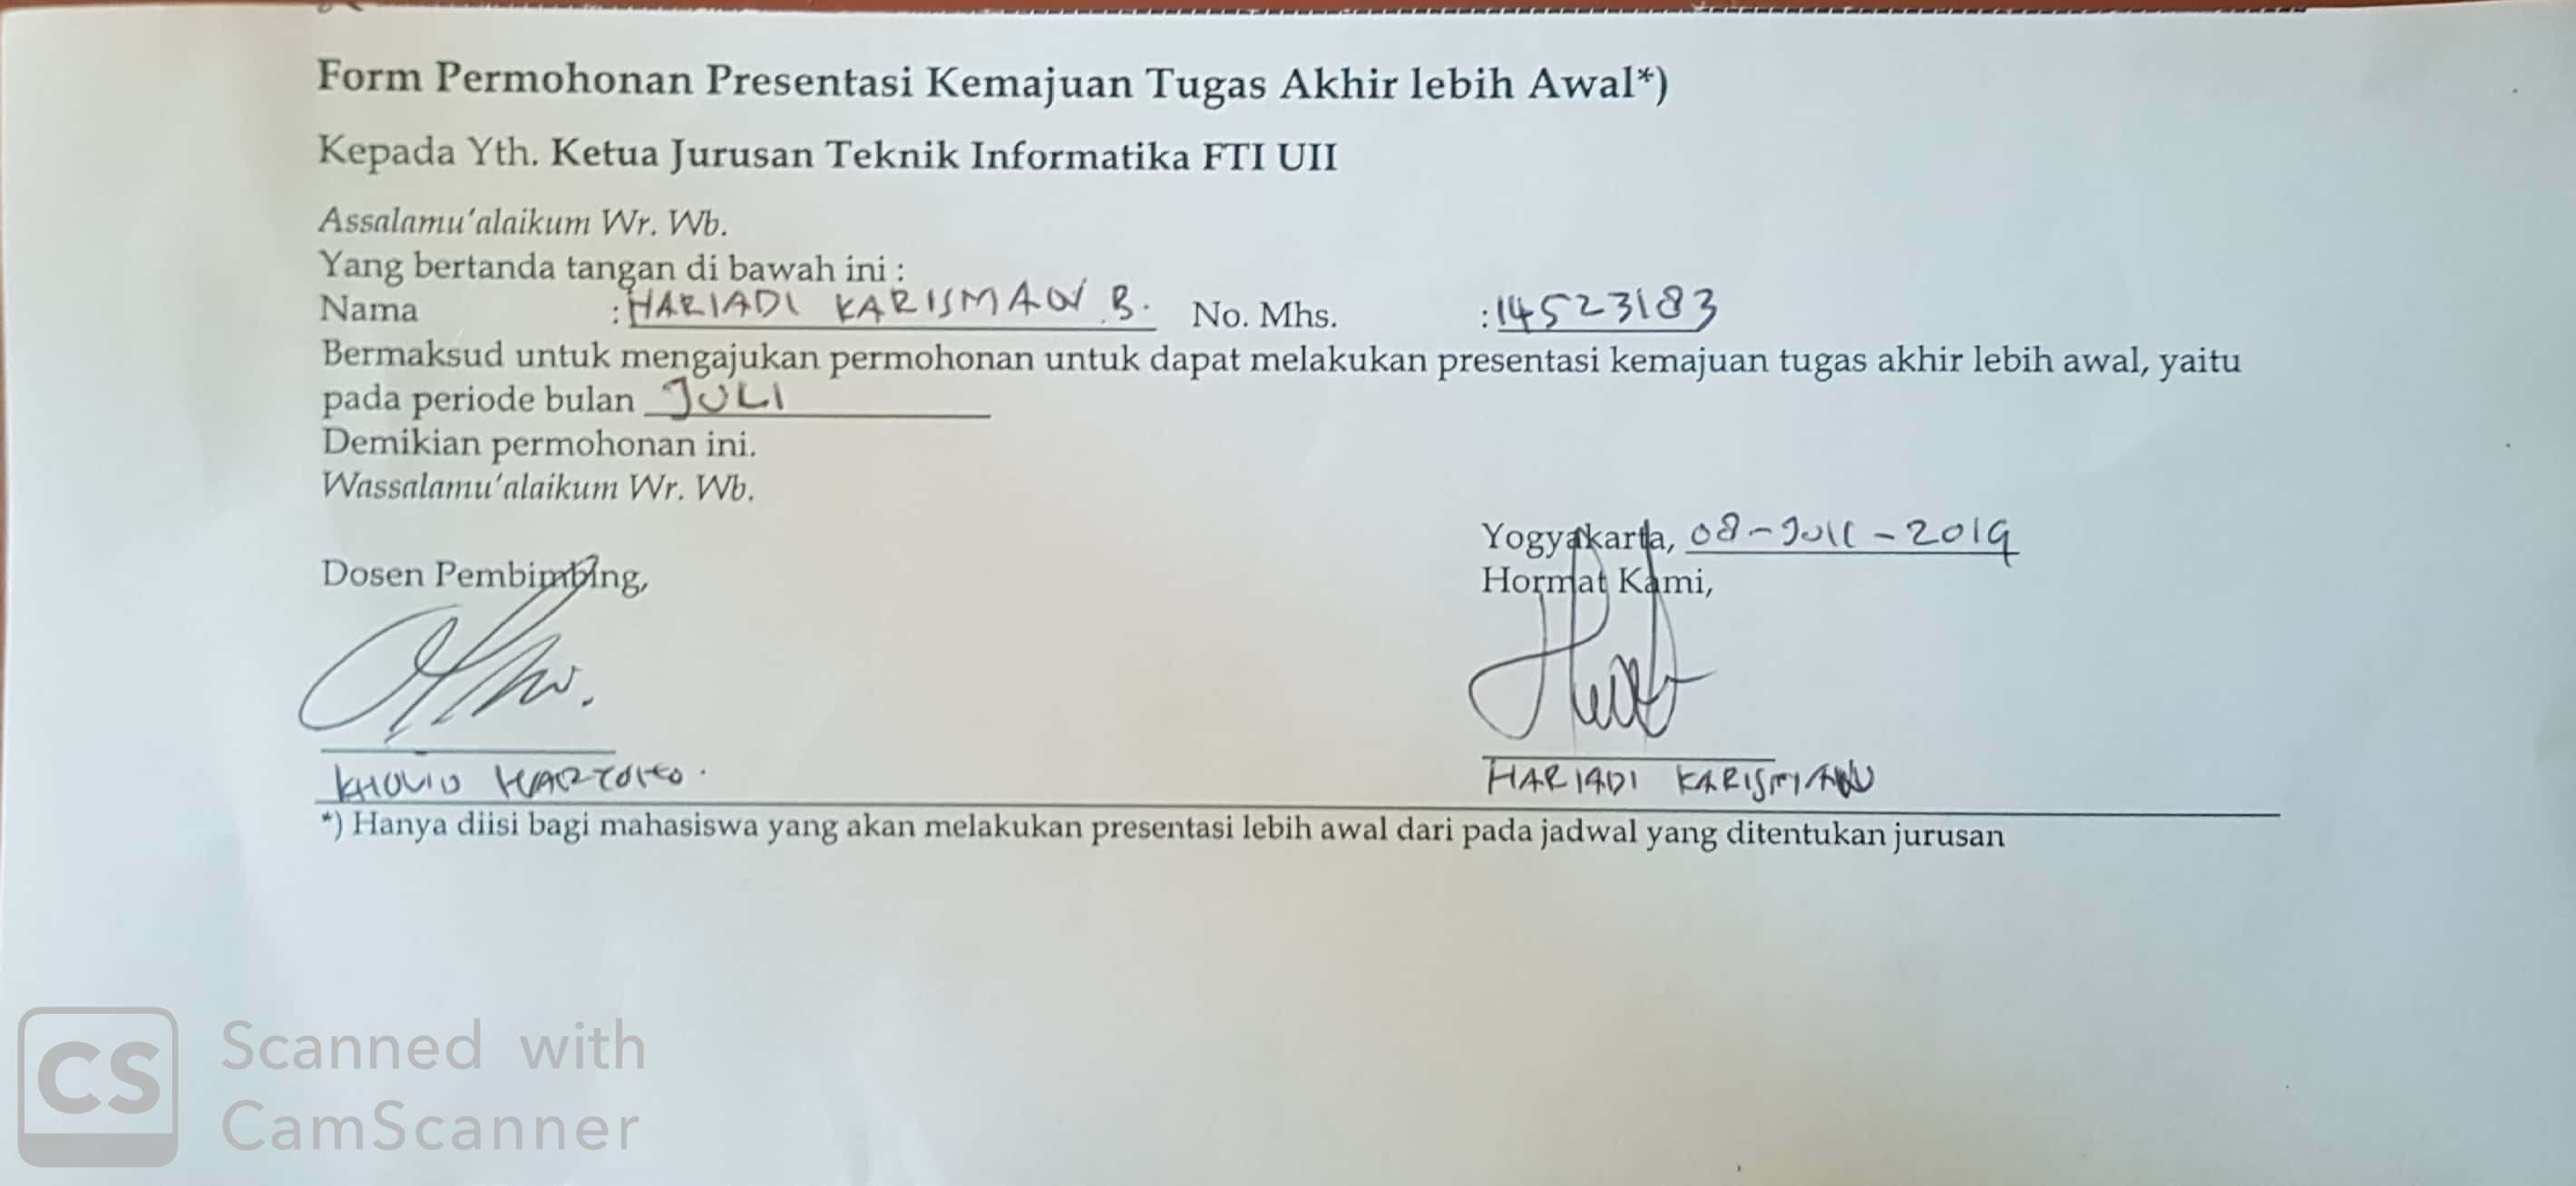 Form Permohonan Presentasi Kemajuan Tugas Akhir lebih Awal*)
Kepada Yth. Ketua Jurusan Teknik Informatika FTI UII
Assalamu'alaikum Wr. Wb.
Yang bertanda tangan di bawah ini :
Nama : HARIADI KARISMAN B. No. Mhs. : 14523183
Bermaksud untuk mengajukan permohonan untuk dapat melakukan presentasi kemajuan tugas akhir lebih awal, yaitu
pada periode bulan JULI
Demikian permohonan ini.
Wassalamu'alaikum Wr. Wb.
Yogyakarta, 08-Juli-2019
Dosen Pembimbing,
Hormat Kami,
KHOLID HARYONO.
HARIADI KARISMAN
*) Hanya diisi bagi mahasiswa yang akan melakukan presentasi lebih awal dari pada jadwal yang ditentukan jurusan
CS
Scanned with
CamScanner